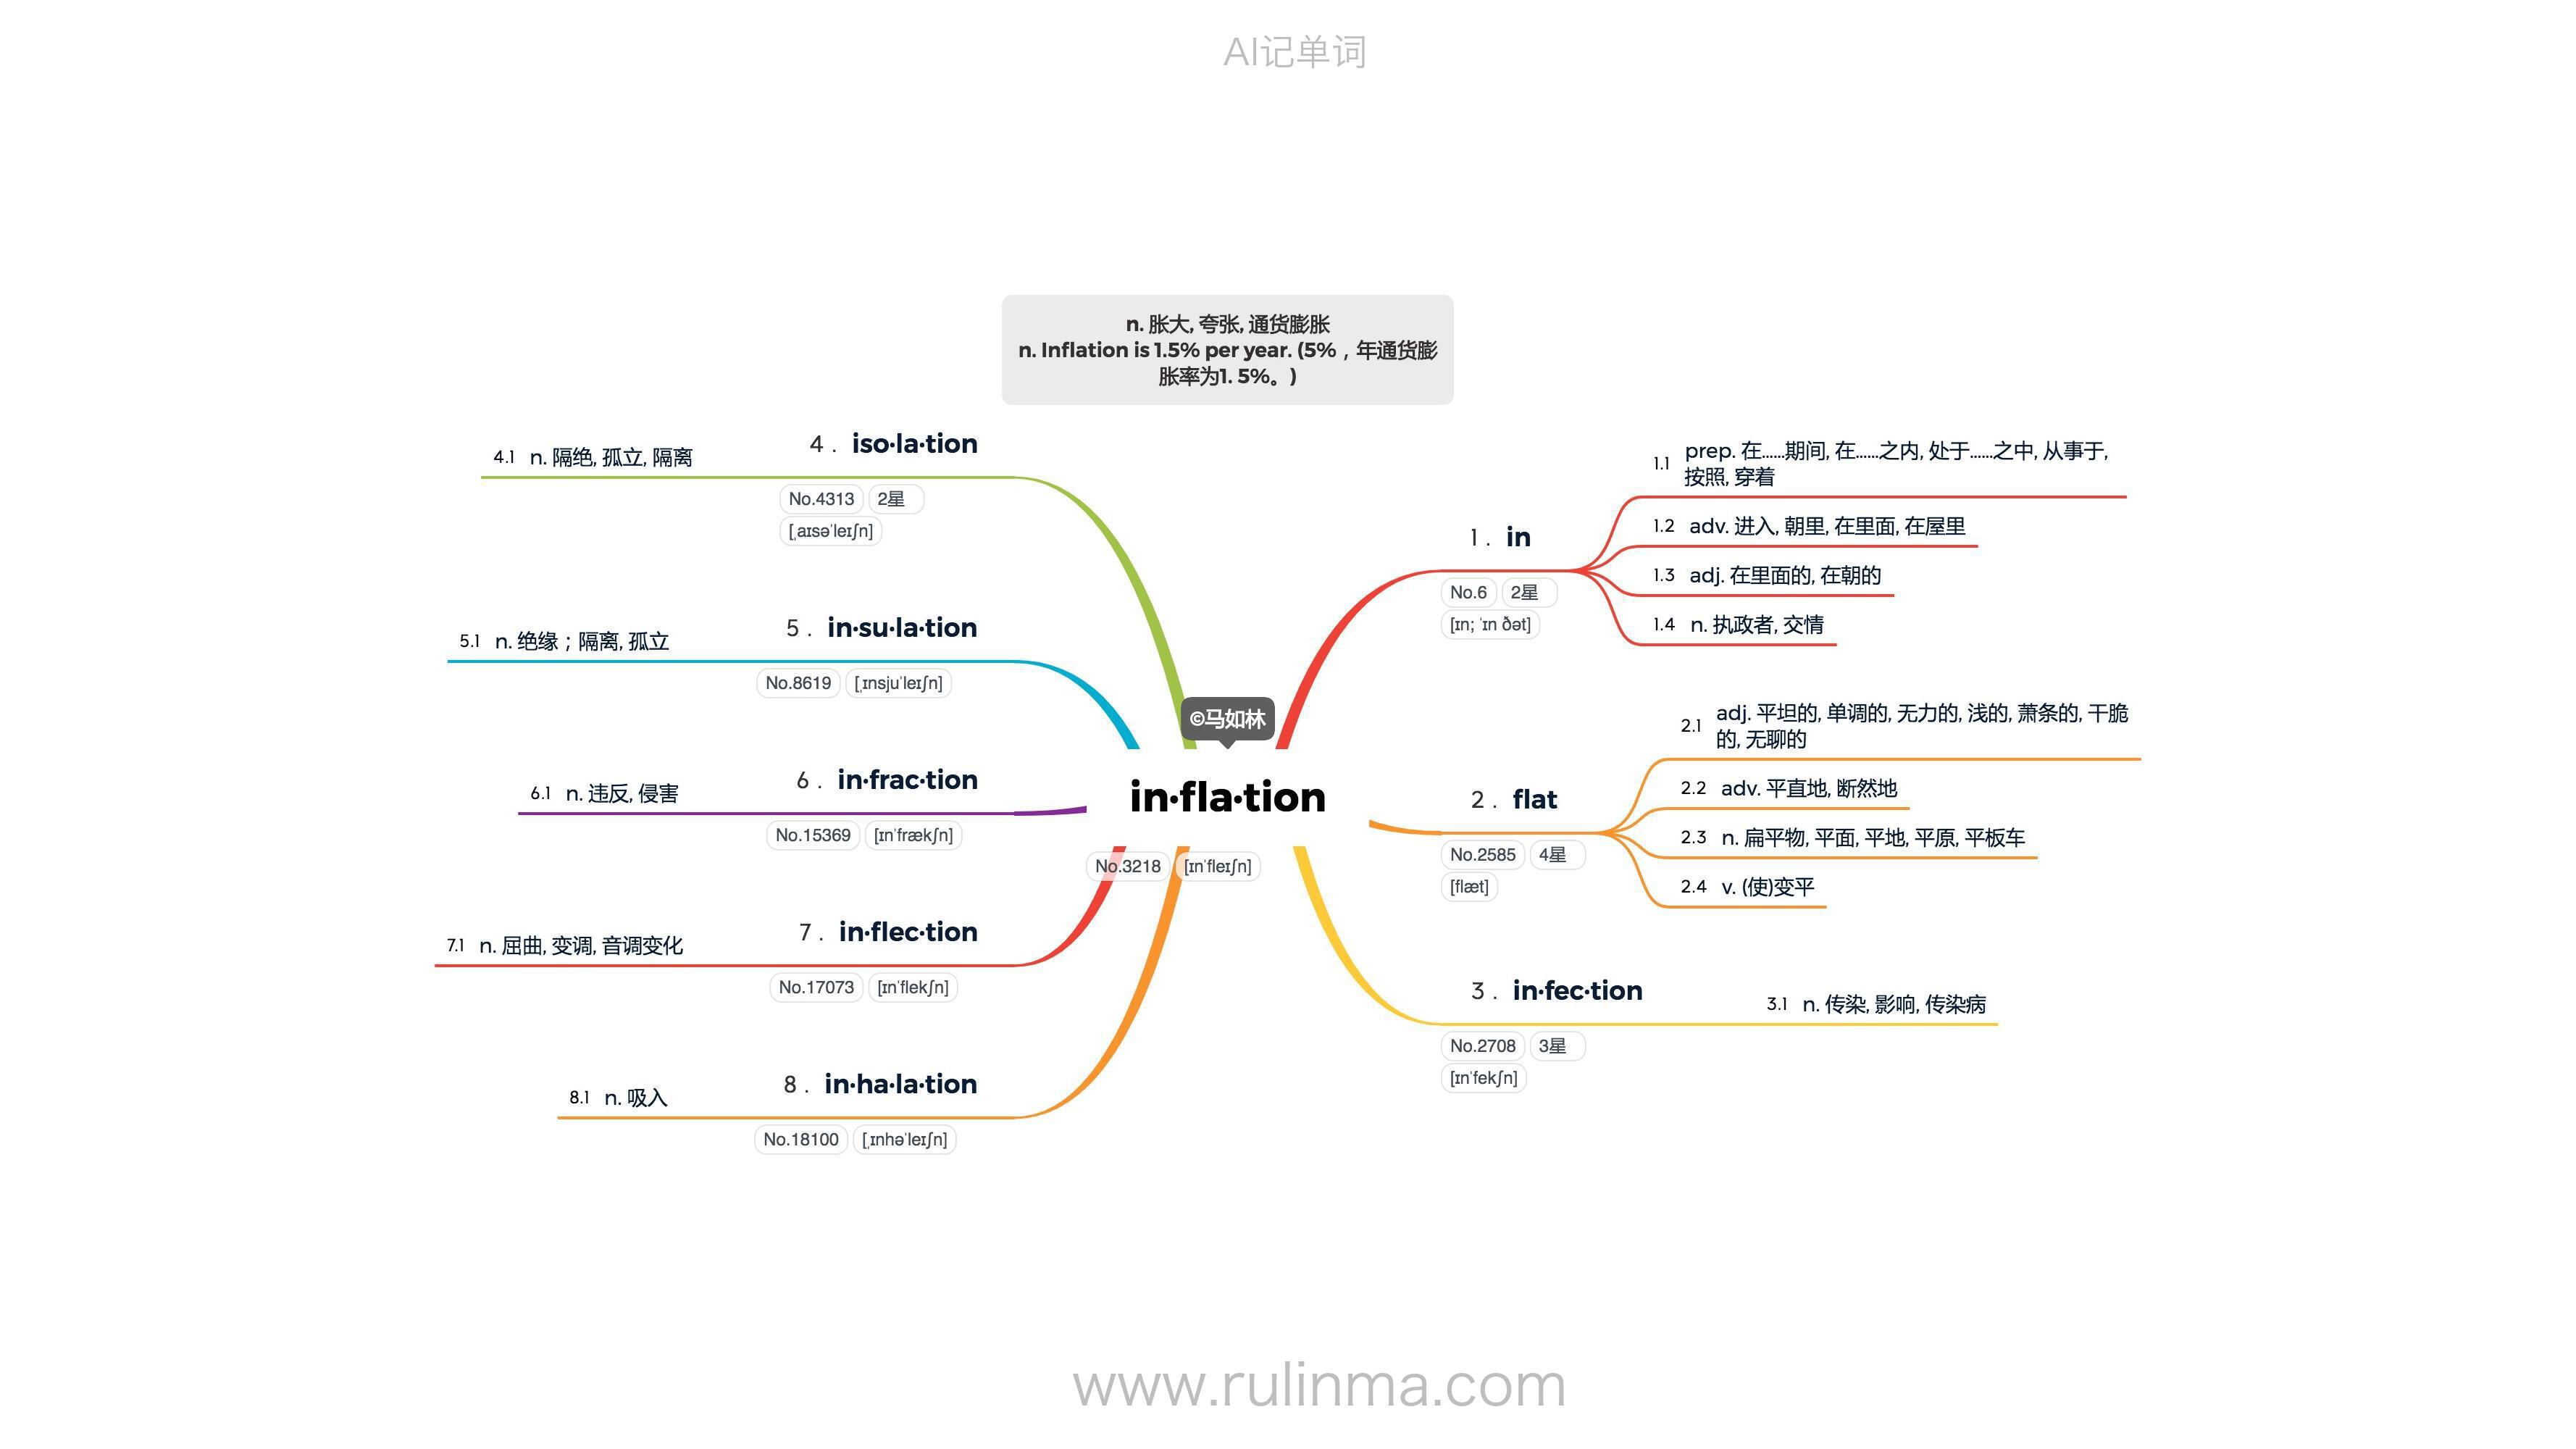 AI记单词
n. 胀大, 夸张, 通货膨胀
n. Inflation is 1.5% per year. (5%，年通货膨
胀率为1. 5%。)
©马如林
in·fla·tion
No.3218 [ɪnˈfleɪʃn]
1 . in
No.6 2星
[ɪn; ˈɪn ðət]
1.1 prep. 在……期间, 在……之内, 处于……之中, 从事于,
按照, 穿着
1.2 adv. 进入, 朝里, 在里面, 在屋里
1.3 adj. 在里面的, 在朝的
1.4 n. 执政者, 交情
2 . flat
No.2585 4星
[flæt]
2.1 adj. 平坦的, 单调的, 无力的, 浅的, 萧条的, 干脆
的, 无聊的
2.2 adv. 平直地, 断然地
2.3 n. 扁平物, 平面, 平地, 平原, 平板车
2.4 v. (使)变平
3 . in·fec·tion
No.2708 3星
[ɪnˈfekʃn]
3.1 n. 传染, 影响, 传染病
4 . iso·la·tion
No.4313 2星
[ˌaɪsəˈleɪʃn]
4.1 n. 隔绝, 孤立, 隔离
5 . in·su·la·tion
No.8619 [ˌɪnsjuˈleɪʃn]
5.1 n. 绝缘；隔离, 孤立
6 . in·frac·tion
No.15369 [ɪnˈfrækʃn]
6.1 n. 违反, 侵害
7 . in·flec·tion
No.17073 [ɪnˈflekʃn]
7.1 n. 屈曲, 变调, 音调变化
8 . in·ha·la·tion
No.18100 [ˌɪnhəˈleɪʃn]
8.1 n. 吸入
www.rulinma.com